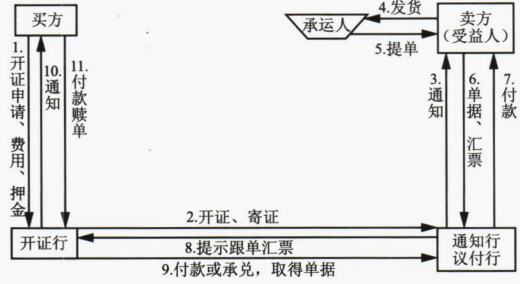 买方
承运人
4.发货
5.提单
卖方
(受益人)
1.开证申请、费用、押金
10.通知
11.付款赎单
3.通知
6.单据、汇票
7.付款
2.开证、寄证
开证行
8.提示跟单汇票
通知行
议付行
9.付款或承兑，取得单据